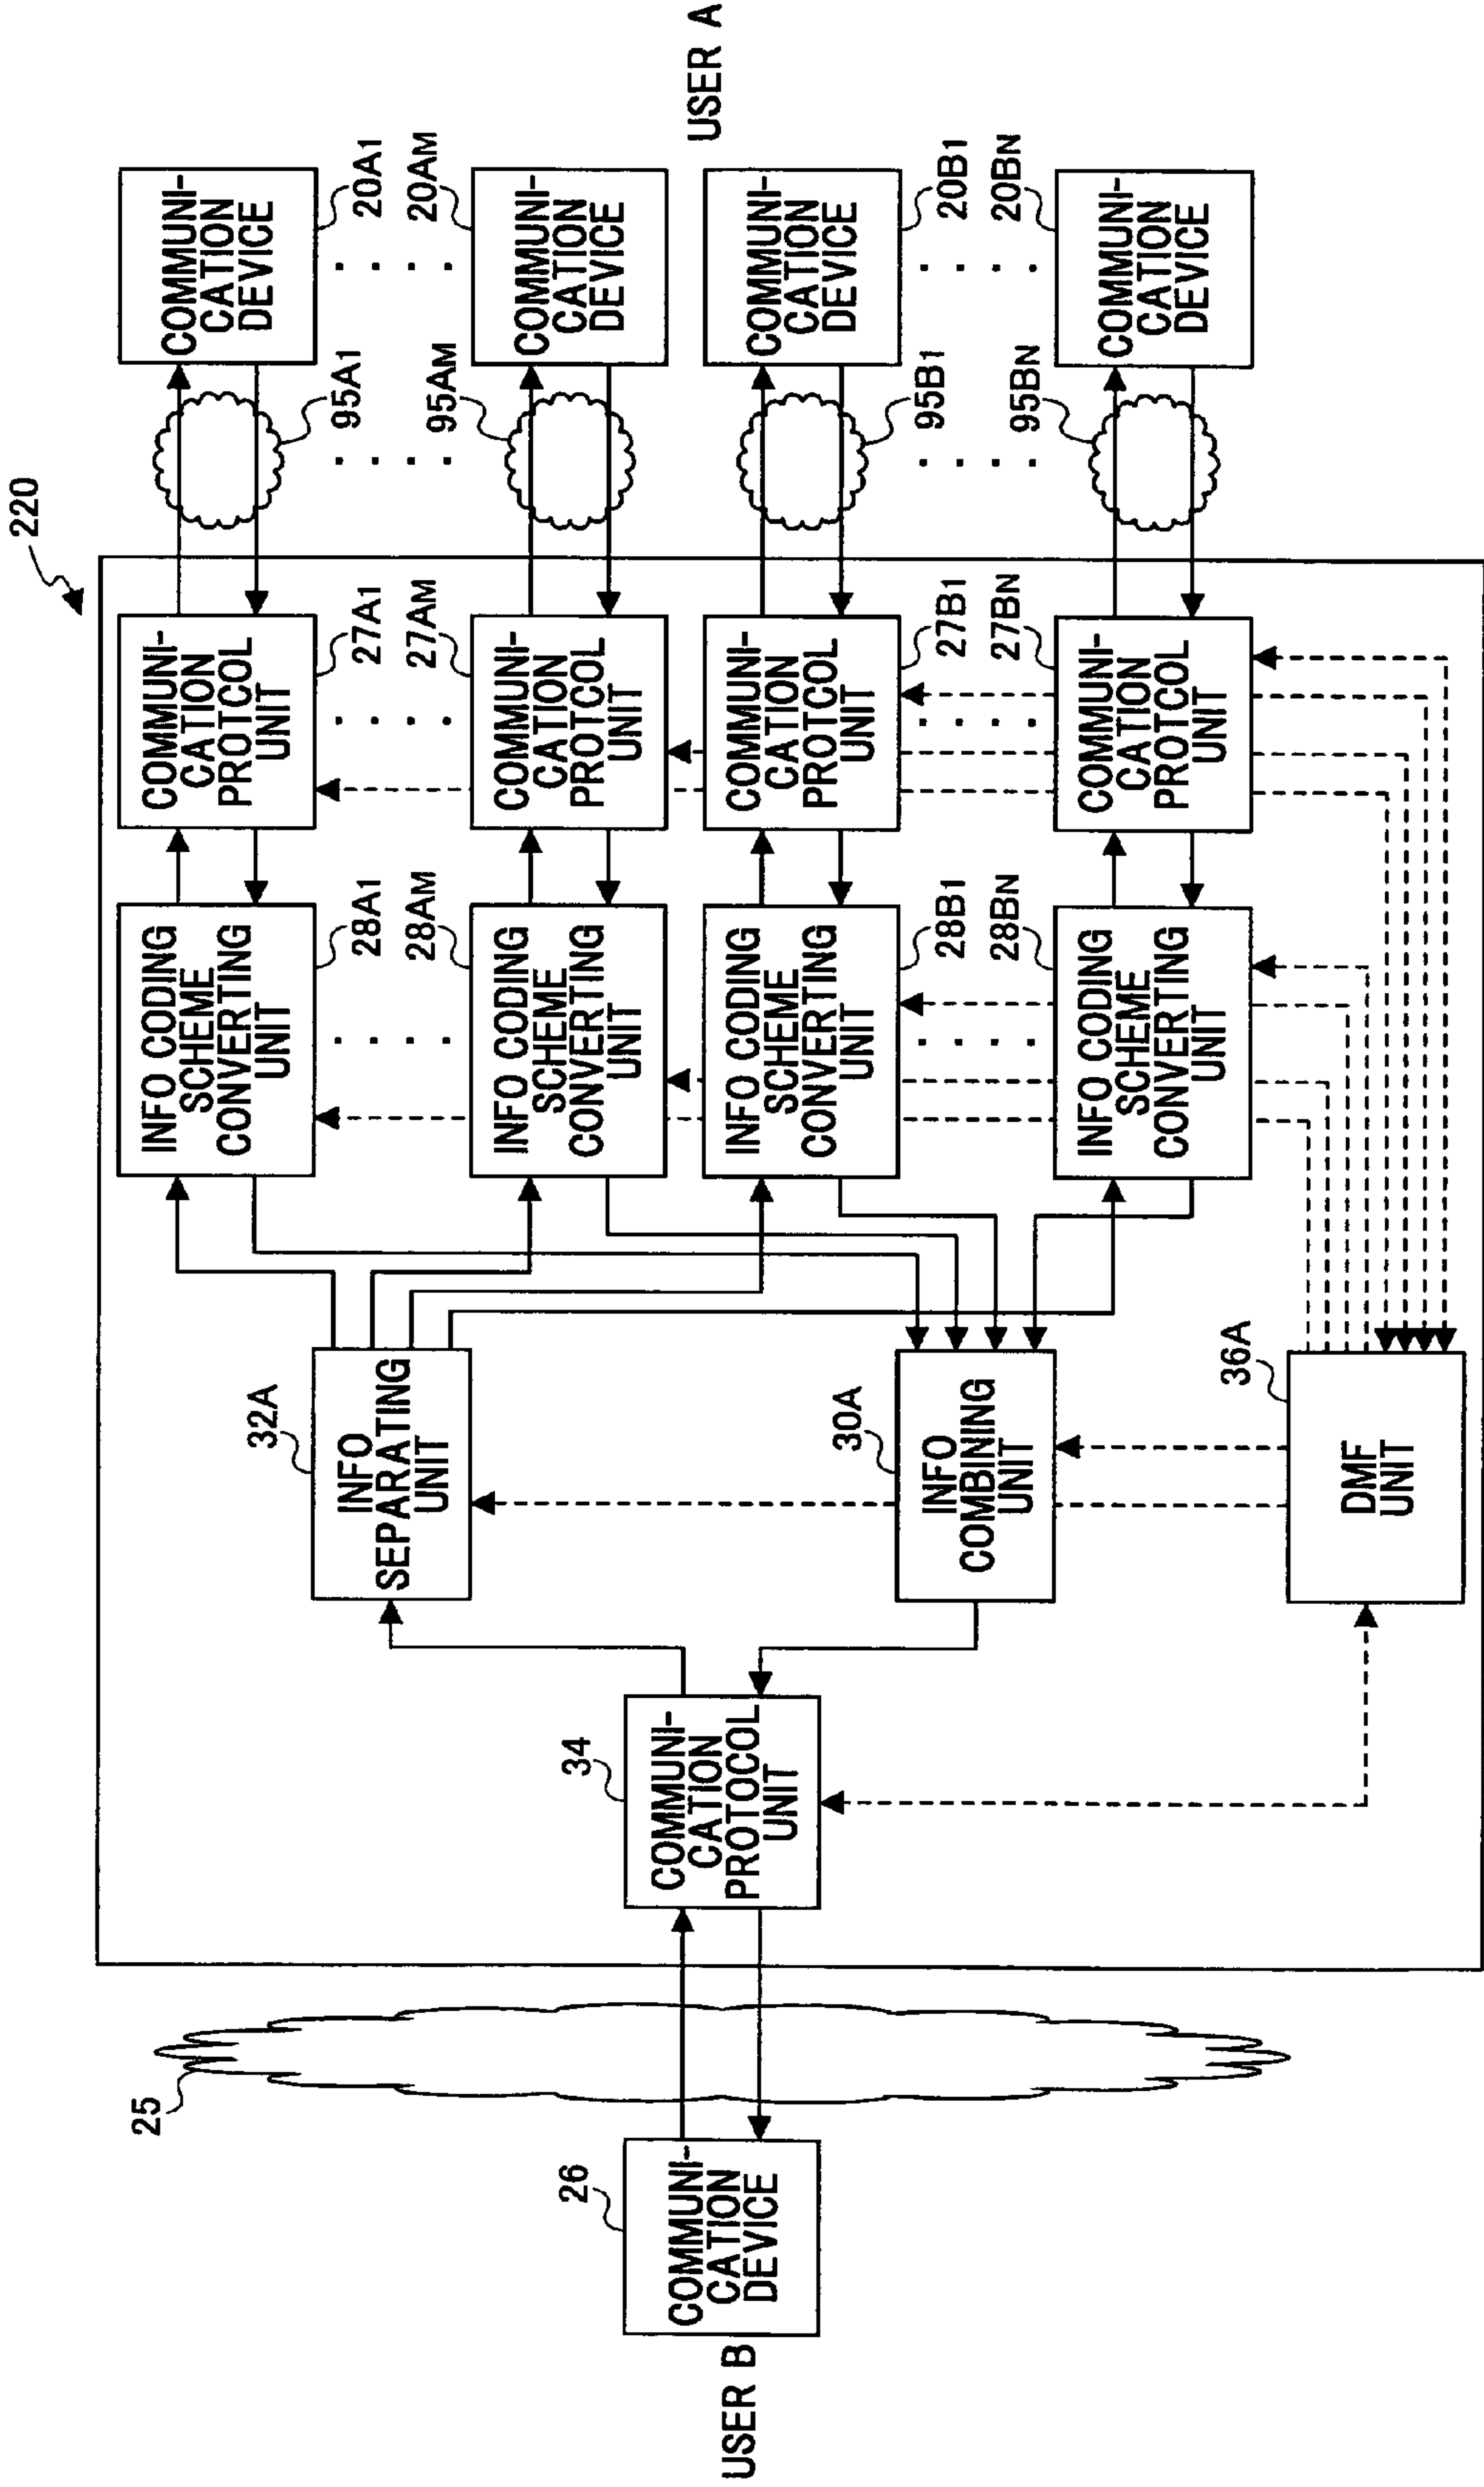 220
USER B
26
COMMUNI-
CATION
DEVICE
25
34
COMMUNI-
CATION
PROTOCOL
UNIT
32A
INFO
SEPARATING
UNIT
30A
INFO
COMBINING
UNIT
36A
DMF
UNIT
INFO CODING
SCHEME
CONVERTING
UNIT
28A1
COMMUNI-
CATION
PROTCOL
UNIT
27A1
95A1
COMMUNI-
CATION
DEVICE
20A1
INFO CODING
SCHEME
CONVERTING
UNIT
28AM
COMMUNI-
CATION
PROTCOL
UNIT
27AM
95AM
COMMUNI-
CATION
DEVICE
20AM
USER A
INFO CODING
SCHEME
CONVERTING
UNIT
28B1
COMMUNI-
CATION
PROTCOL
UNIT
27B1
95B1
COMMUNI-
CATION
DEVICE
20B1
INFO CODING
SCHEME
CONVERTING
UNIT
28BN
COMMUNI-
CATION
PROTCOL
UNIT
27BN
95BN
COMMUNI-
CATION
DEVICE
20BN